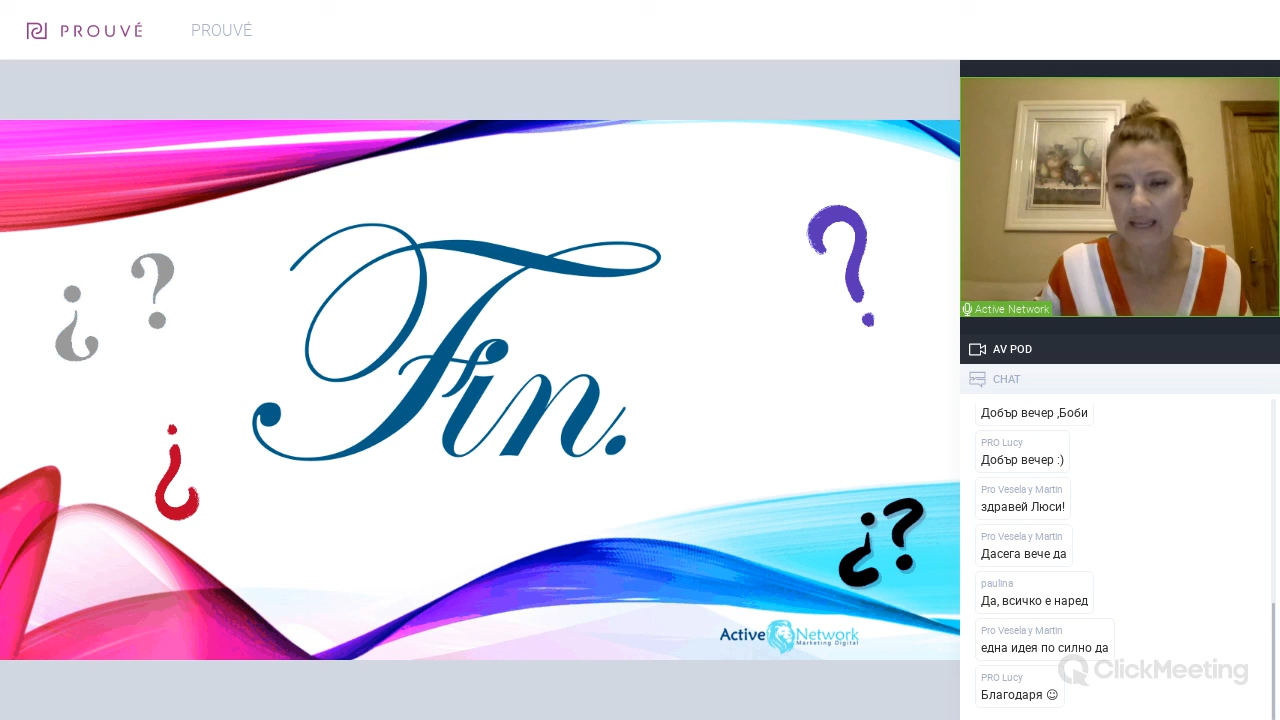 PROUVÉ
PROUVÉ
¿?
?
Fin.
¿
¿?
Active Network
Marketing Digital
Active Network
AV POD
CHAT
Добър вечер ,Боби
PRO Lucy
Добър вечер :)
Pro Vesela y Martin
здравей Люси!
Pro Vesela y Martin
Дасега вече да
paulina
Да, всичко е наред
Pro Vesela y Martin
една идея по силно да
PRO Lucy
Благодаря ☺
ClickMeeting